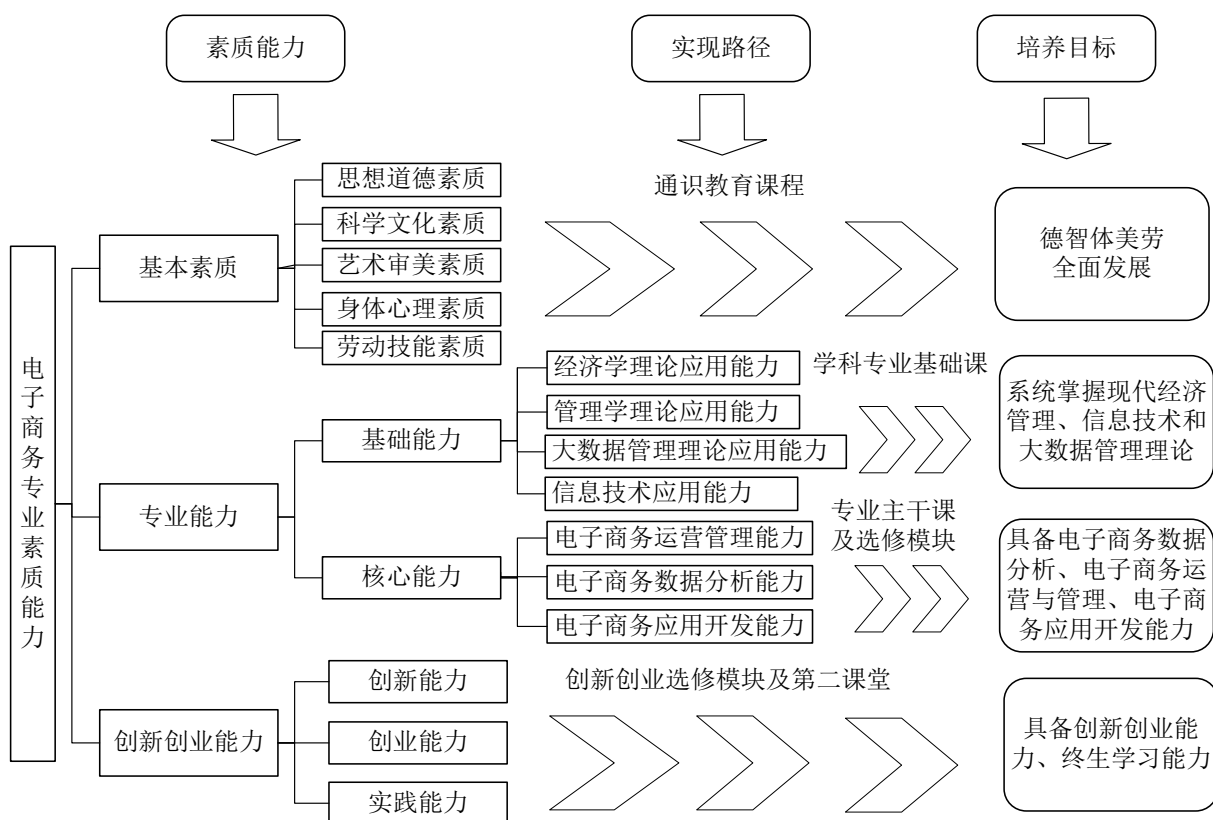 素质能力
实现路径
培养目标
电子商务专业素质能力
基本素质
思想道德素质
科学文化素质
艺术审美素质
身体心理素质
劳动技能素质
通识教育课程
德智体美劳
全面发展
专业能力
基础能力
经济学理论应用能力
管理学理论应用能力
大数据管理理论应用能力
信息技术应用能力
学科专业基础课
系统掌握现代经济
管理、信息技术和
大数据管理理论
核心能力
电子商务运营管理能力
电子商务数据分析能力
电子商务应用开发能力
专业主干课
及选修模块
具备电子商务数据
分析、电子商务运
营与管理、电子商
务应用开发能力
创新创业能力
创新能力
创业能力
实践能力
创新创业选修模块及第二课堂
具备创新创业能
力、终生学习能力